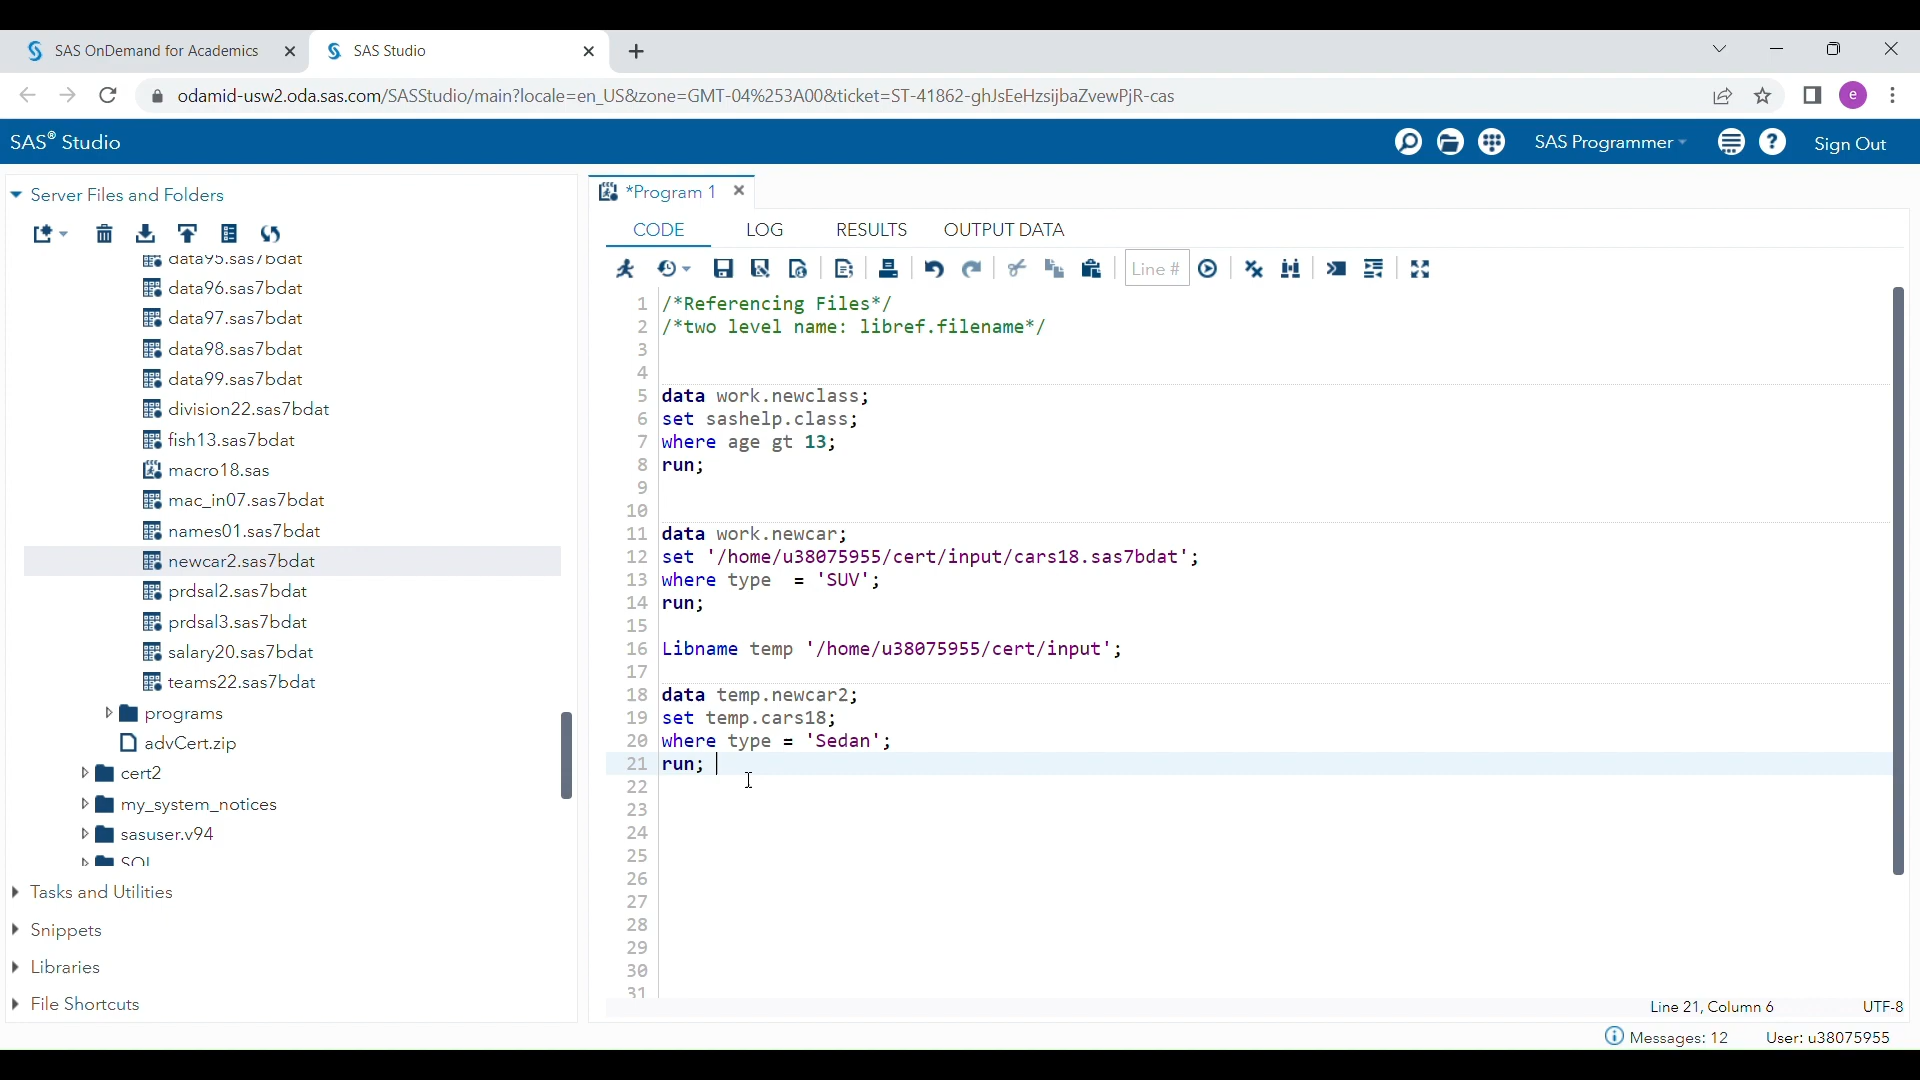 SAS OnDemand for Academics
SAS Studio
odamid-usw2.oda.sas.com/SASStudio/main?locale=en_US&zone=GMT-04%253A00&ticket=ST-41862-ghJsEeHzsijbaZvewPjR-cas
e
SAS® Studio
SAS Programmer
Sign Out
Server Files and Folders
data95.sas7bdat
data96.sas7bdat
data97.sas7bdat
data98.sas7bdat
data99.sas7bdat
division22.sas7bdat
fish13.sas7bdat
macro18.sas
mac_in07.sas7bdat
names01.sas7bdat
newcar2.sas7bdat
prdsal2.sas7bdat
prdsal3.sas7bdat
salary20.sas7bdat
teams22.sas7bdat
programs
advCert.zip
cert2
my_system_notices
sasuser.v94
SQL
Tasks and Utilities
Snippets
Libraries
File Shortcuts
*Program 1
CODE LOG RESULTS OUTPUT DATA
Line #
1 /*Referencing Files*/
2 /*two level name: libref.filename*/
3
4
5 data work.newclass;
6 set sashelp.class;
7 where age gt 13;
8 run;
9
10
11 data work.newcar;
12 set '/home/u38075955/cert/input/cars18.sas7bdat';
13 where type = 'SUV';
14 run;
15
16 Libname temp '/home/u38075955/cert/input';
17
18 data temp.newcar2;
19 set temp.cars18;
20 where type = 'Sedan';
21 run;
22
23
24
25
26
27
28
29
30
31
Line 21, Column 6
UTF-8
Messages: 12
User: u38075955